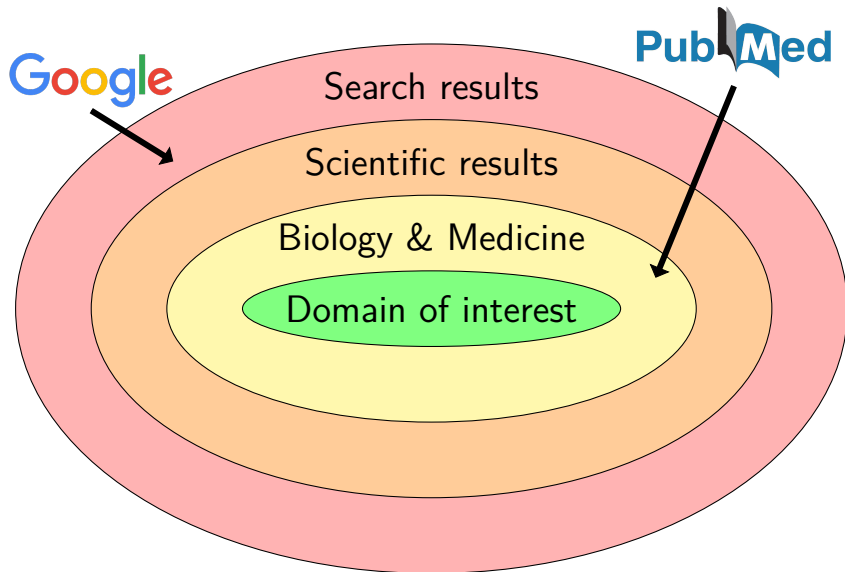 Google
PubMed
Search results
Scientific results
Biology & Medicine
Domain of interest